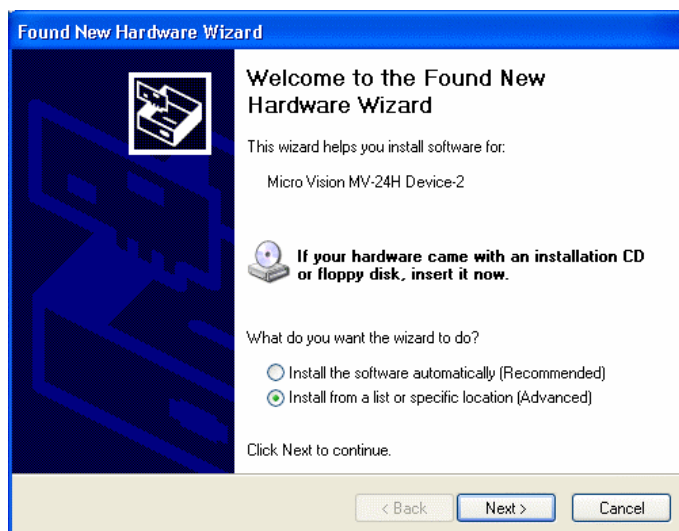 Found New Hardware Wizard
Welcome to the Found New
Hardware Wizard
This wizard helps you install software for:
Micro Vision MV-24H Device-2
If your hardware came with an installation CD
or floppy disk, insert it now.
What do you want the wizard to do?
Install the software automatically (Recommended)
Install from a list or specific location (Advanced)
Click Next to continue.
< Back
Next >
Cancel